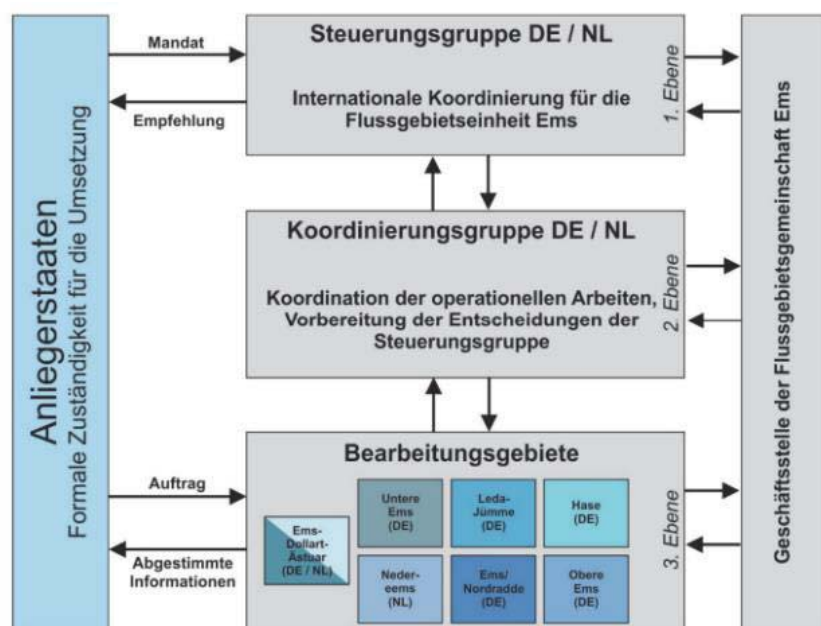 Anliegerstaaten
Formale Zuständigkeit für die Umsetzung
Mandat
Empfehlung
Steuerungsgruppe DE / NL
Internationale Koordinierung für die
Flussgebietseinheit Ems
1. Ebene
Koordinierungsgruppe DE / NL
Koordination der operationellen Arbeiten,
Vorbereitung der Entscheidungen der
Steuerungsgruppe
2. Ebene
Auftrag
Abgestimmte
Informationen
Bearbeitungsgebiete
Ems-
Dollart-
Ästuar
(DE / NL)
Untere
Ems
(DE)
Leda-
Jümme
(DE)
Hase
(DE)
Neder-
eems
(NL)
Ems/
Nordradde
(DE)
Obere
Ems
(DE)
3. Ebene
Geschäftsstelle der Flussgebietsgemeinschaft Ems